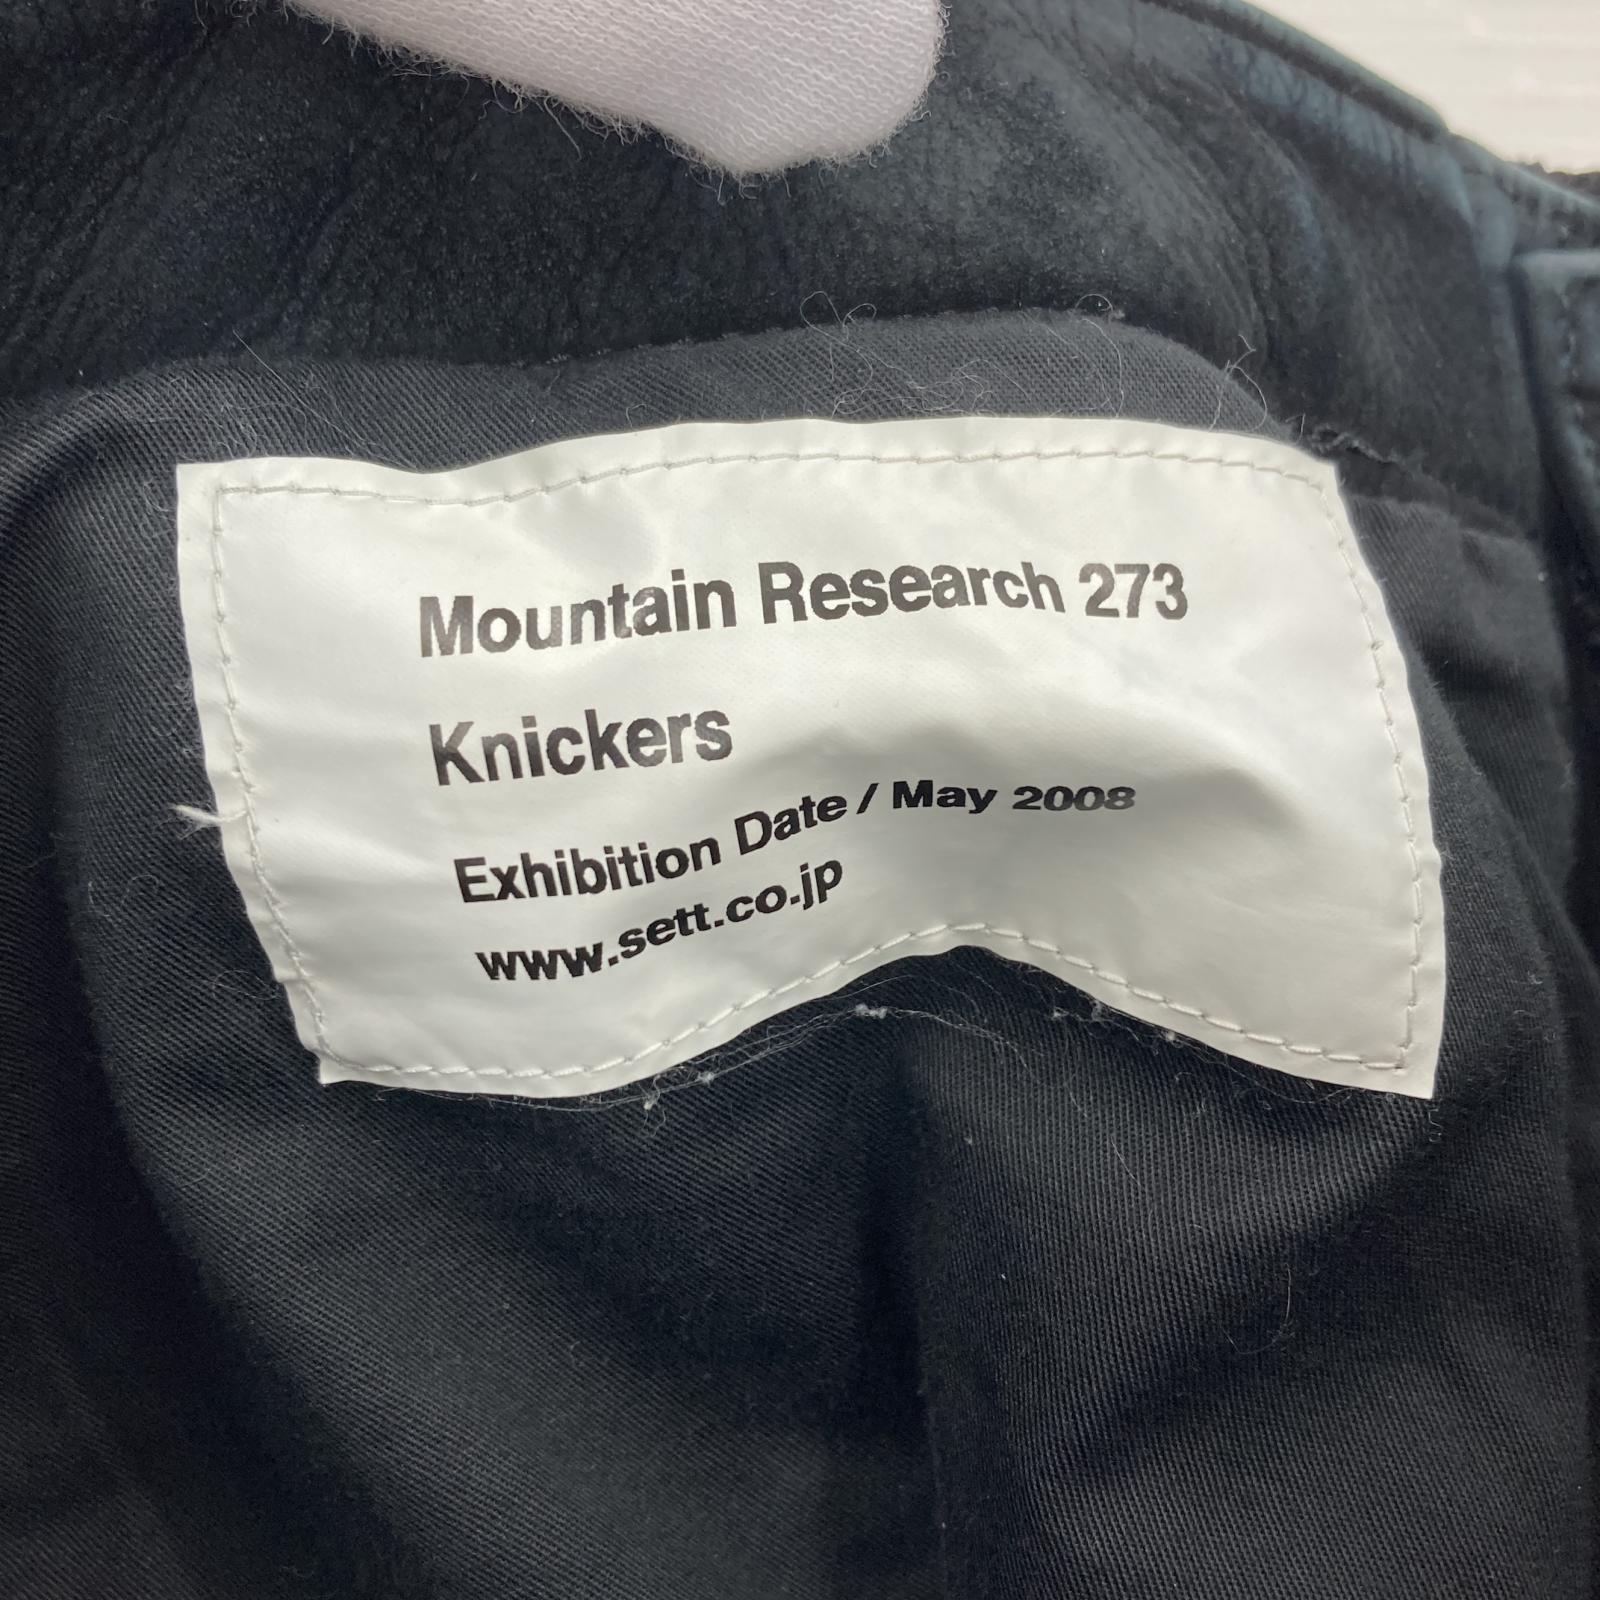 Mountain Research 273
Knickers
Exhibition Date / May 2008
www.sett.co.jp